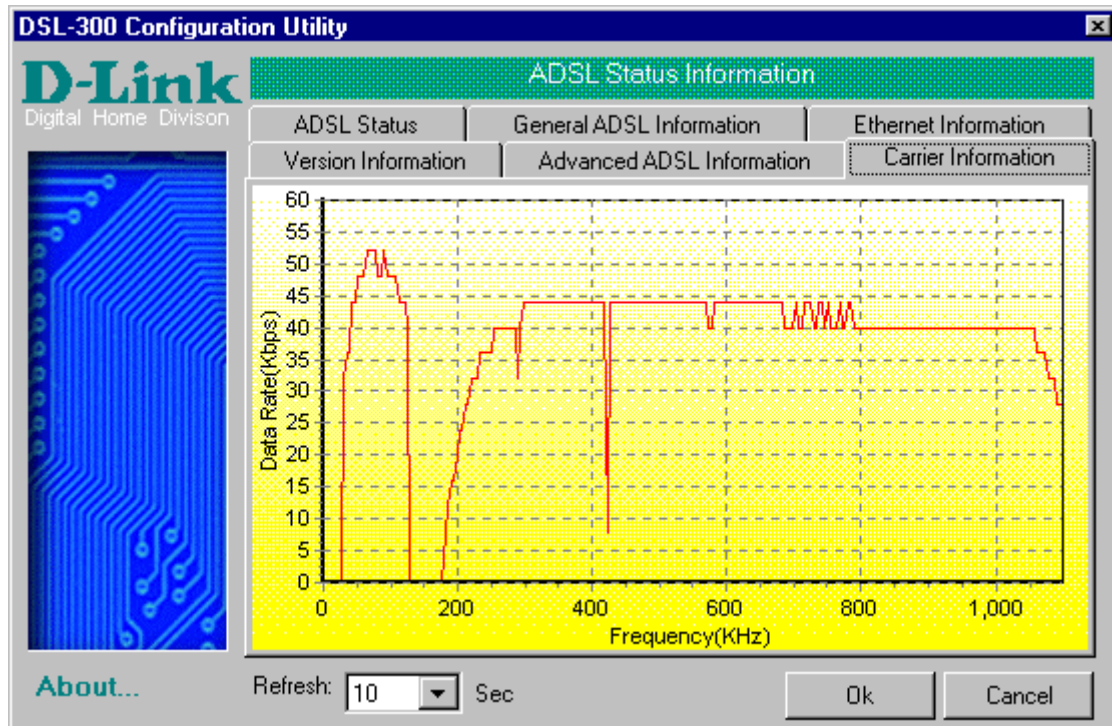 DSL-300 Configuration Utility
D-Link
Digital Home Divison
ADSL Status Information
ADSL Status
General ADSL Information
Ethernet Information
Version Information
Advanced ADSL Information
Carrier Information
Data Rate(Kbps)
60
55
50
45
40
35
30
25
20
15
10
5
0
0 200 400 600 800 1,000
Frequency(KHz)
About...
Refresh: 10 Sec
Ok
Cancel